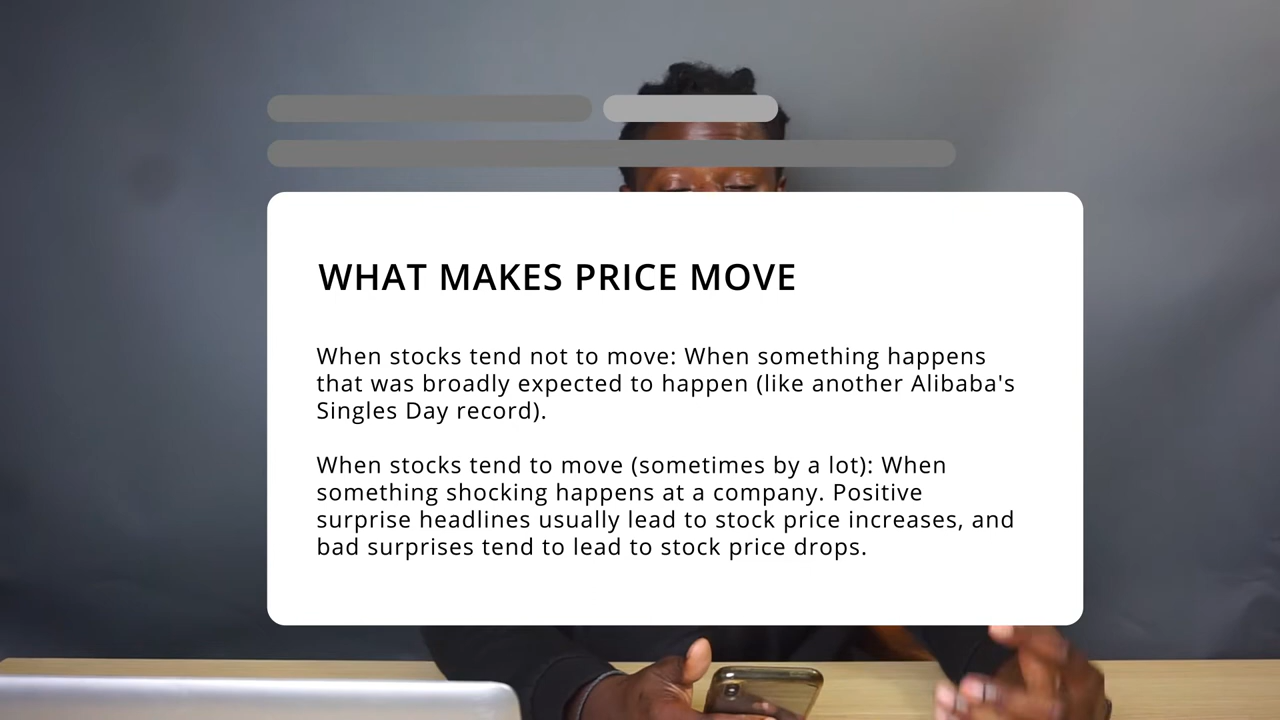 WHAT MAKES PRICE MOVE
When stocks tend not to move: When something happens
that was broadly expected to happen (like another Alibaba's
Singles Day record).
When stocks tend to move (sometimes by a lot): When
something shocking happens at a company. Positive
surprise headlines usually lead to stock price increases, and
bad surprises tend to lead to stock price drops.